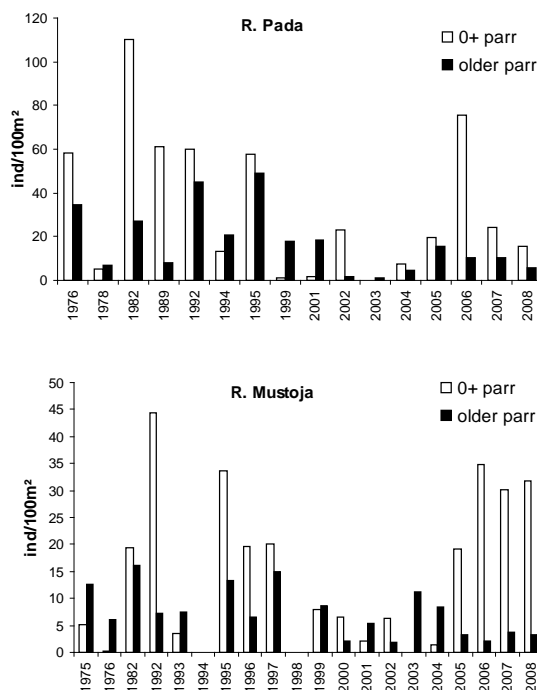 R. Pada
0+ parr
older parr
ind/100m²
120
100
80
60
40
20
0
1976 1978 1982 1989 1992 1994 1995 1999 2001 2002 2003 2004 2005 2006 2007 2008
R. Mustoja
0+ parr
older parr
ind/100m²
50
45
40
35
30
25
20
15
10
5
0
1975 1976 1982 1992 1993 1994 1995 1996 1997 1998 1999 2000 2001 2002 2003 2004 2005 2006 2007 2008